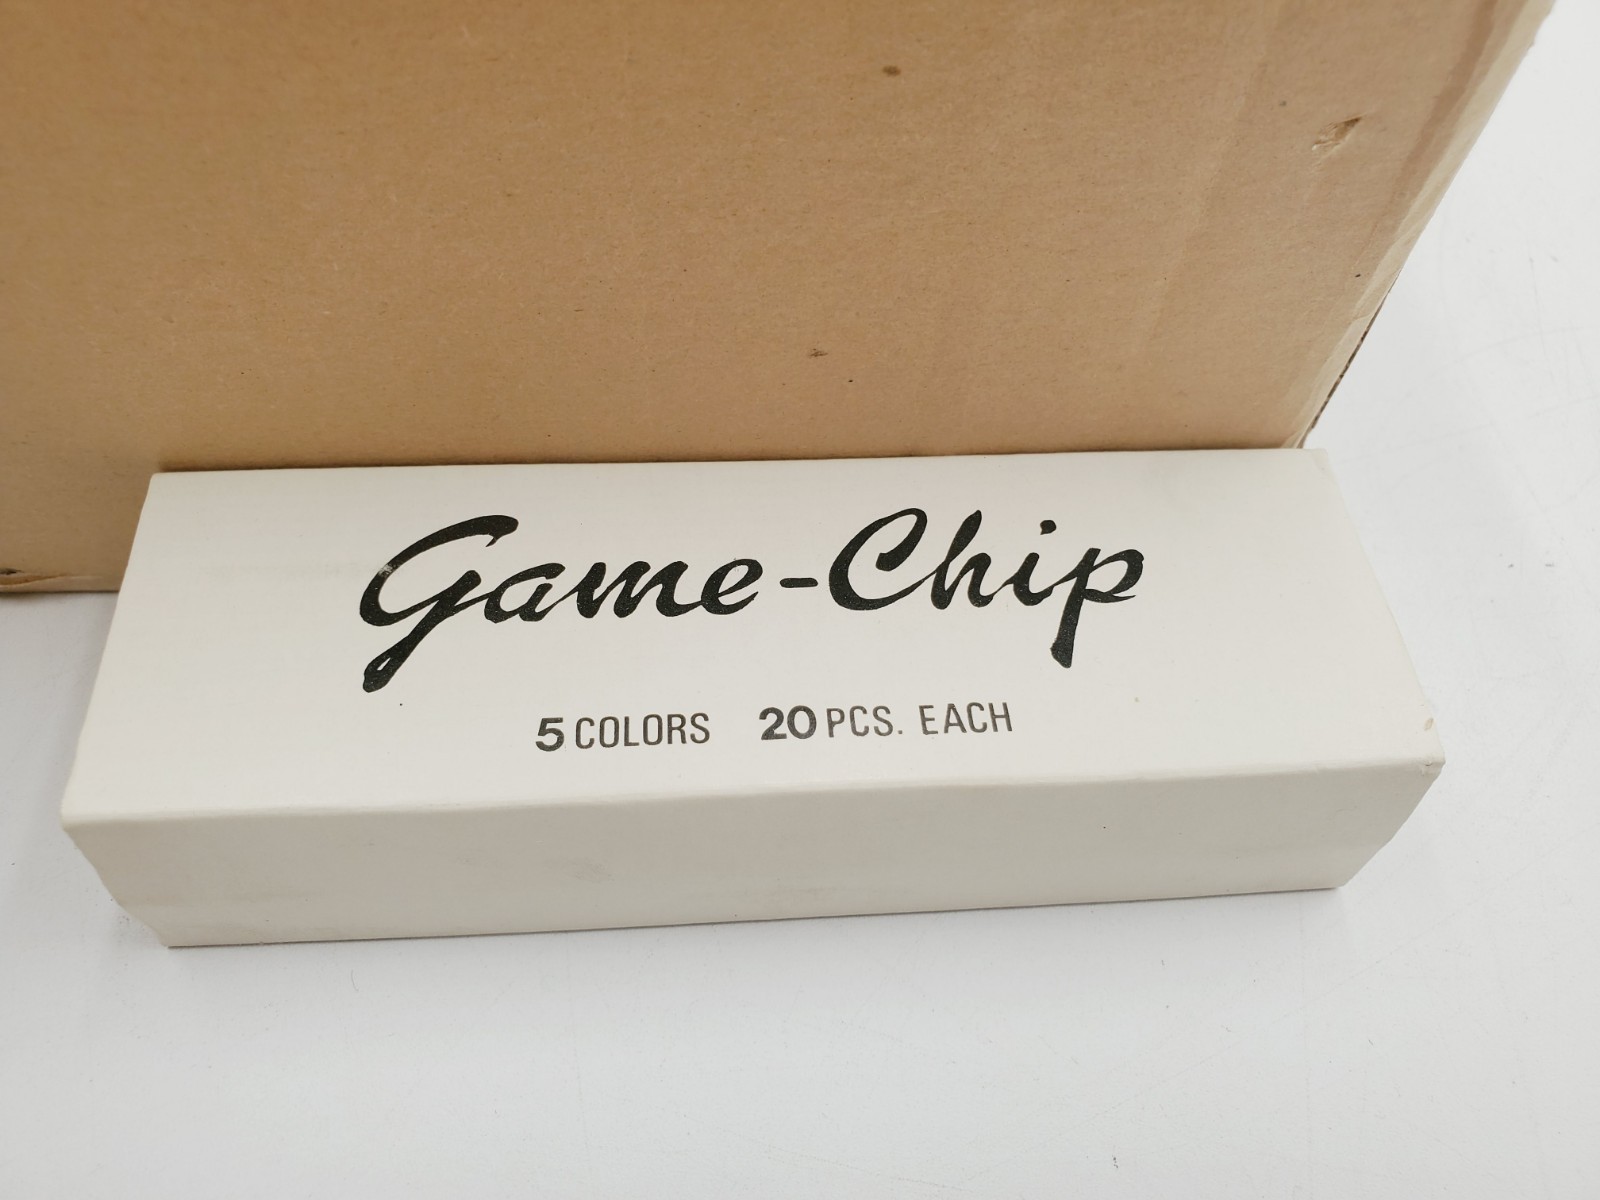 Game-Chip
5 COLORS 20 PCS. EACH